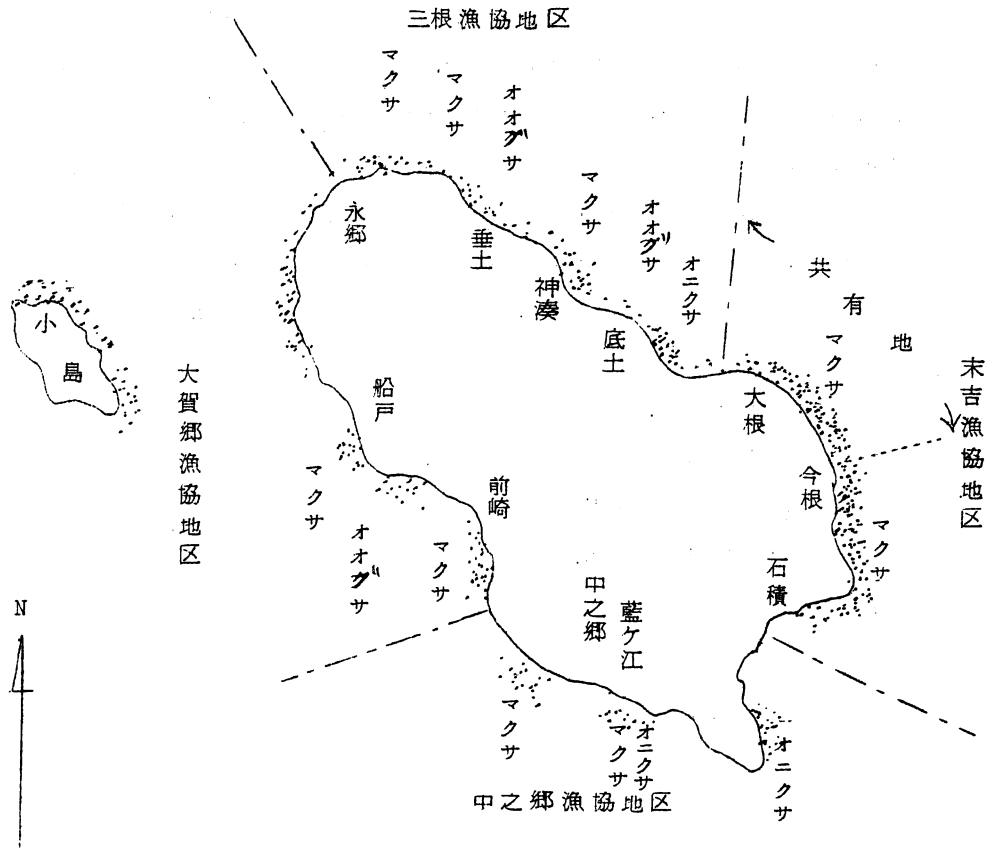 三根漁協地区
マクサ
マクサ
オオグサ
マクサ
オオグサ
オニクサ
共有地
マクサ
末吉漁協地区
永郷
垂土
神湊
底土
大根
今根
マクサ
石積
小島
大賀郷漁協地区
船戸
前崎
マクサ
オオグサ
マクサ
中之郷
藍ケ江
N
マクサ
マクサ
オニクサ
オニクサ
中之郷漁協地区